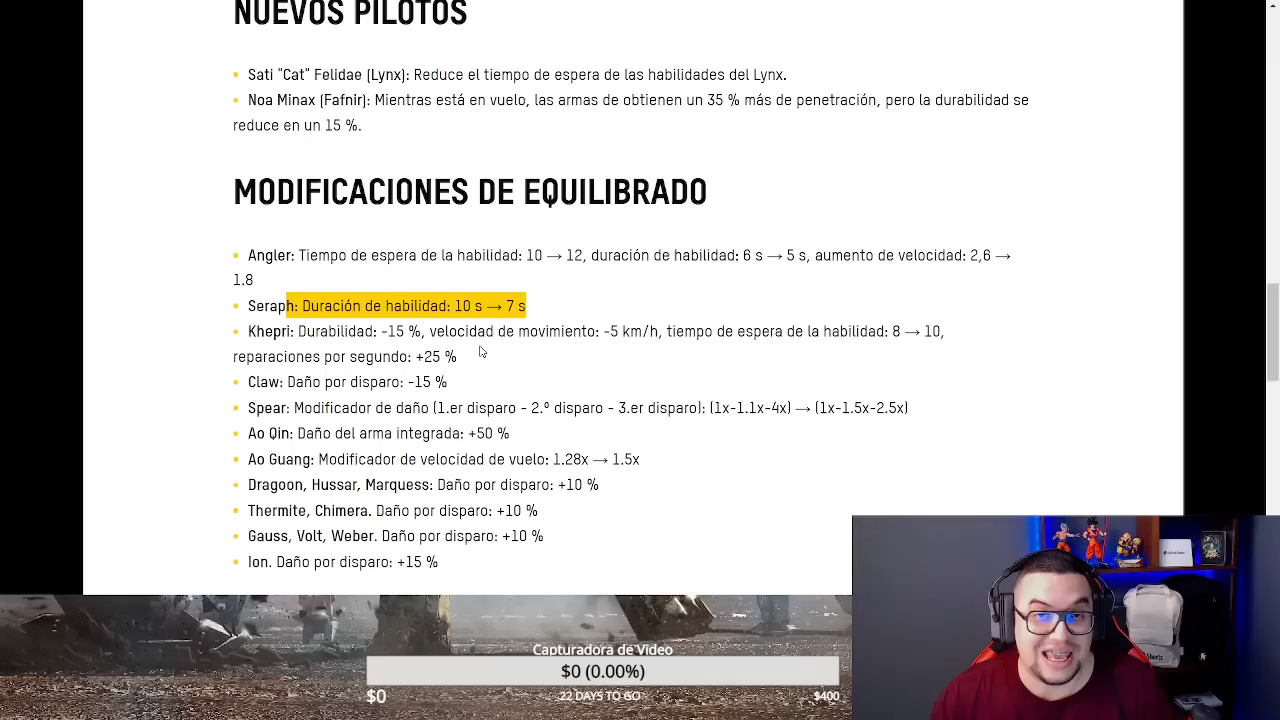 NUEVOS PILOTOS
• Sati "Cat" Felidae (Lynx): Reduce el tiempo de espera de las habilidades del Lynx.
• Noa Minax (Fafnir): Mientras está en vuelo, las armas de obtienen un 35 % más de penetración, pero la durabilidad se
reduce en un 15 %.
MODIFICACIONES DE EQUILIBRADO
• Angler: Tiempo de espera de la habilidad: 10 → 12, duración de habilidad: 6 s → 5 s, aumento de velocidad: 2,6 →
1.8
• Seraph: Duración de habilidad: 10 s → 7 s
• Khepri: Durabilidad: -15 %, velocidad de movimiento: -5 km/h, tiempo de espera de la habilidad: 8 → 10,
reparaciones por segundo: +25 %
• Claw: Daño por disparo: -15 %
• Spear: Modificador de daño (1.er disparo - 2.º disparo - 3.er disparo): (1x-1.1x-4x) → (1x-1.5x-2.5x)
• Ao Qin: Daño del arma integrada: +50 %
• Ao Guang: Modificador de velocidad de vuelo: 1.28x → 1.5x
• Dragoon, Hussar, Marquess: Daño por disparo: +10 %
• Thermite, Chimera. Daño por disparo: +10 %
• Gauss, Volt, Weber. Daño por disparo: +10 %
• Ion. Daño por disparo: +15 %
Capturadora de Video
$0 (0.00%)
$0
22 DAYS TO GO
$400
Shorts